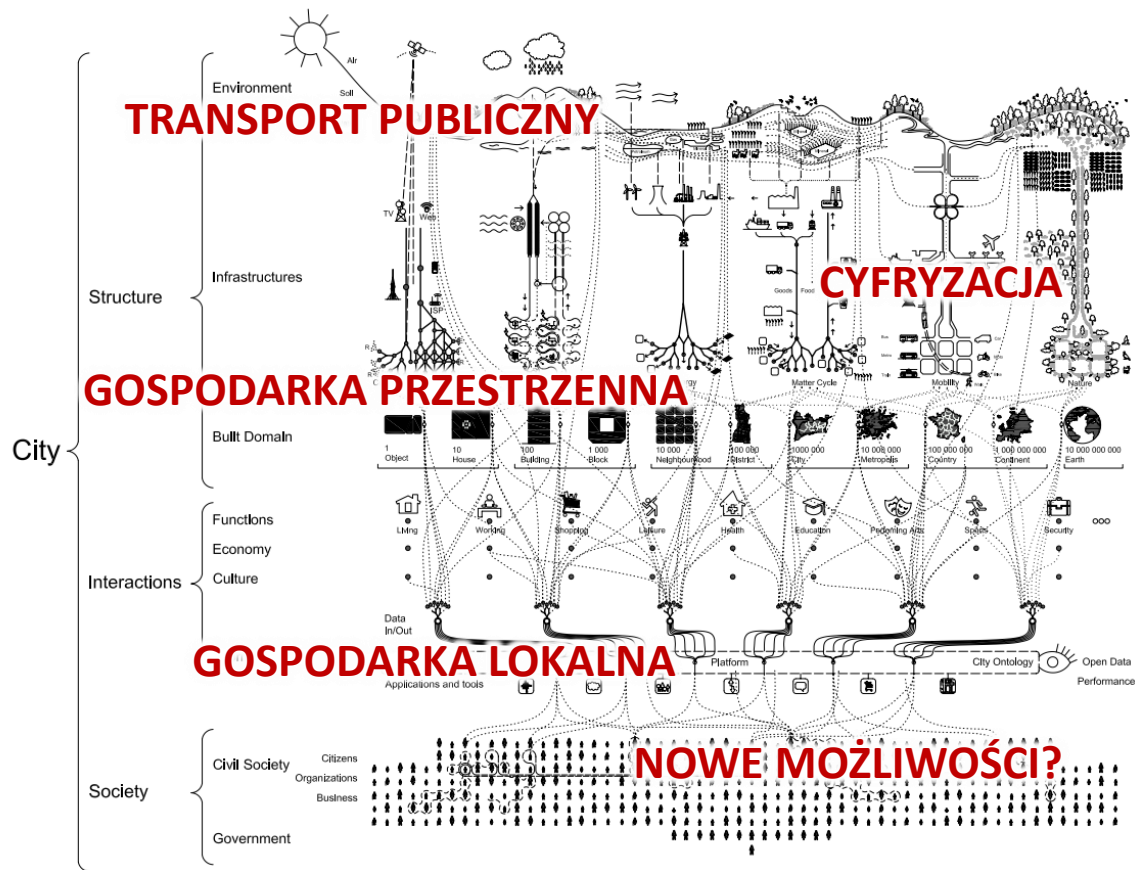 Air
Soil
Environment
TRANSPORT PUBLICZNY
TV
Web
Infrastructures
CYFRYZACJA
Goods
Food
Structure
ISP
Bus
Car
Metro
GOSPODARKA PRZESTRZENNA
Matter Cycle
Mobility
Nature
Built Domain
City
1
10
100
1 000
10 000
100 000
1000 000
10 000 000
100 000 000
1 000 000 000
10 000 000 000
Object
House
Building
Block
Neighbourhood
District
City
Metropolis
Country
Continent
Earth
Functions
Living
Working
Shopping
Leisure
Health
Education
Performing Arts
Sports
Security
Economy
Interactions
Culture
Data
In/Out
GOSPODARKA LOKALNA
Platform
City Ontology
Open Data
Applications and tools
Performance
NOWE MOŻLIWOŚCI?
Citizens
Civil Society
Organizations
Society
Business
Government